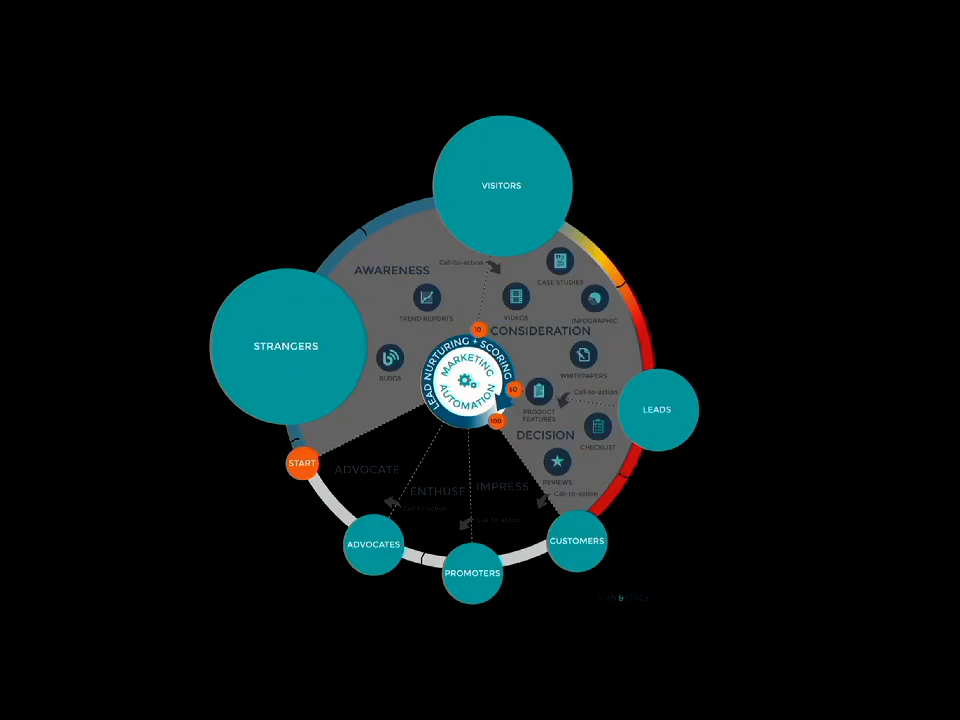 VISITORS
Call-to-action
AWARENESS
CASE STUDIES
TREND REPORTS
VIDEOS
INFOGRAPHIC
10
CONSIDERATION
STRANGERS
LEAD NURTURING + SCORING
MARKETING
AUTOMATION
BLOGS
WHITEPAPERS
50
Call-to-action
PRODUCT
FEATURES
LEADS
100
DECISION
CHECKLIST
START
ADVOCATE
REVIEWS
ENTHUSE
IMPRESS
Call-to-action
Call-to-action
Call-to-action
ADVOCATES
CUSTOMERS
PROMOTERS